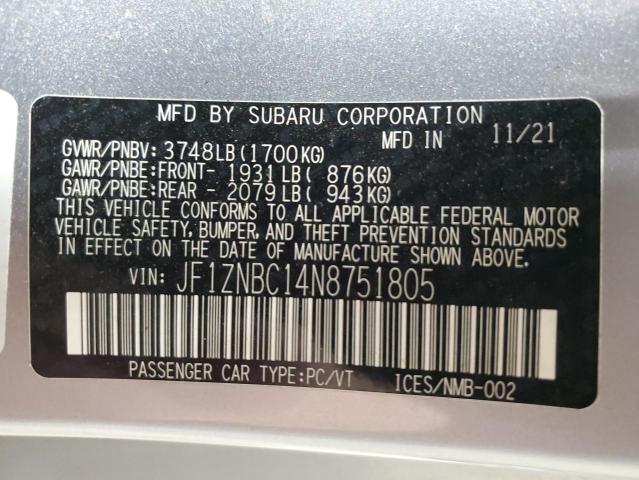 MFD BY SUBARU CORPORATION
MFD IN 11/21
GVWR/PNBV: 3748LB(1700KG)
GAWR/PNBE:FRONT- 1931LB( 876KG)
GAWR/PNBE:REAR - 2079LB( 943KG)
THIS VEHICLE CONFORMS TO ALL APPLICABLE FEDERAL MOTOR
VEHICLE SAFETY, BUMPER, AND THEFT PREVENTION STANDARDS
IN EFFECT ON THE DATE OF MANUFACTURE SHOWN ABOVE.
VIN: JF1ZNBC14N8751805
PASSENGER CAR TYPE:PC/VT ICES/NMB-002